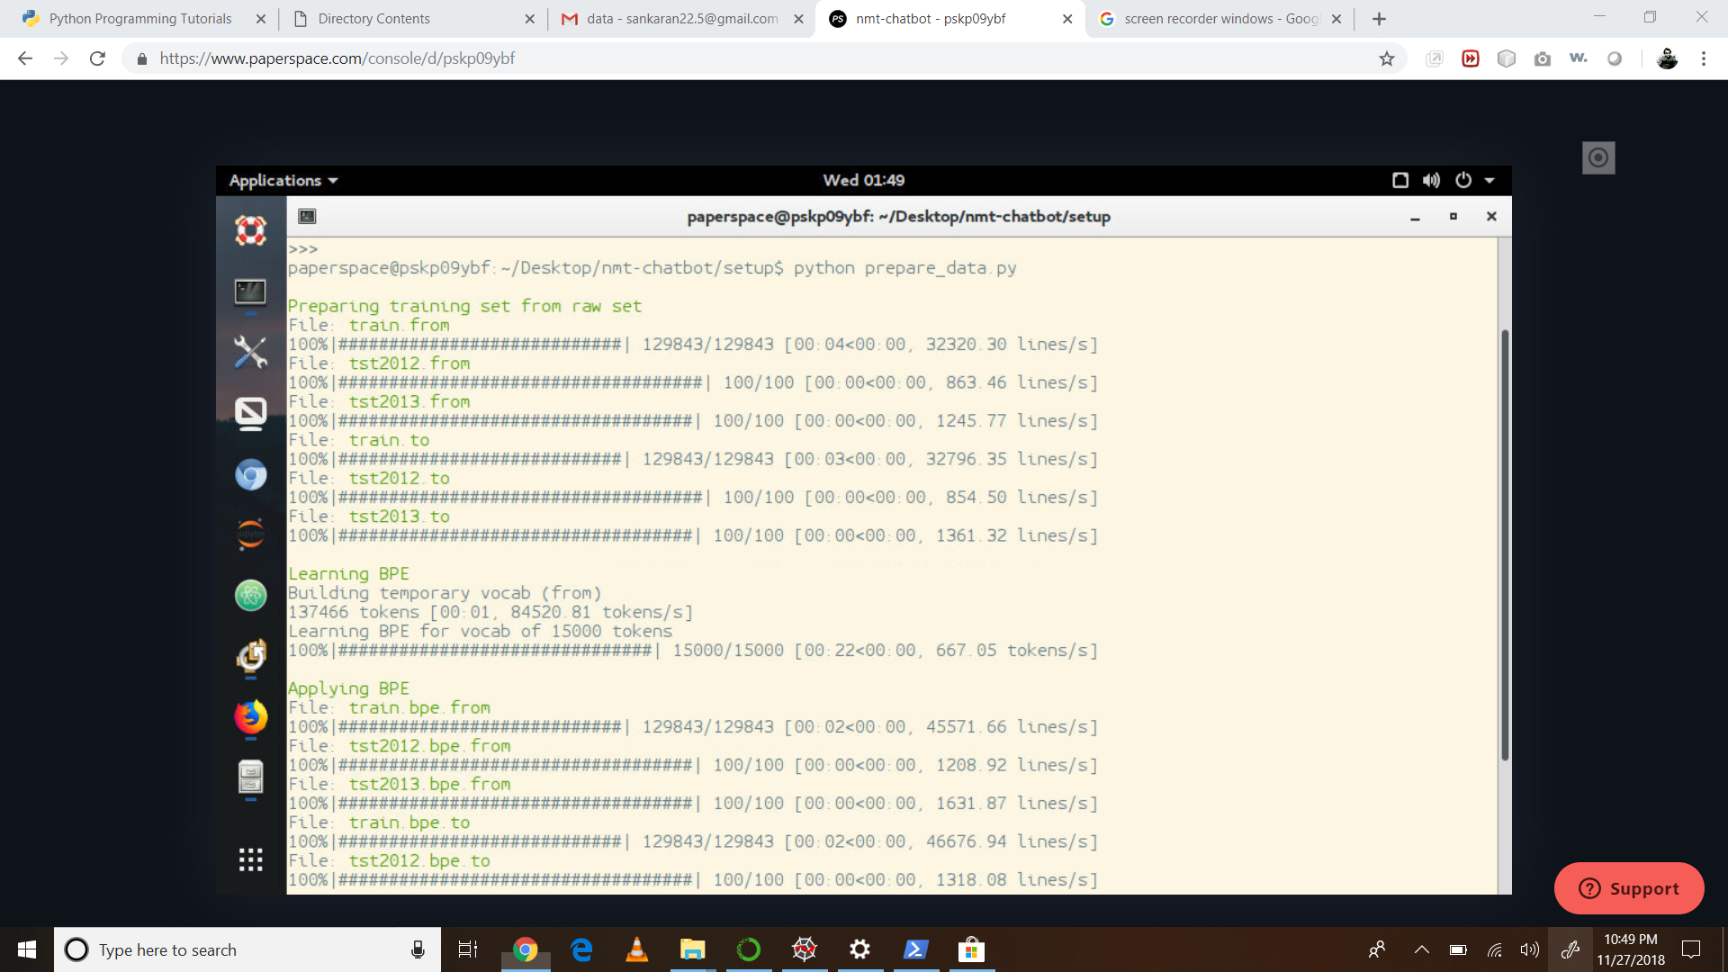 Python Programming Tutorials
Directory Contents
data - sankaran22.5@gmail.com
nmt-chatbot - pskp09ybf
screen recorder windows - Goog
https://www.paperspace.com/console/d/pskp09ybf
Applications
Wed 01:49
paperspace@pskp09ybf: ~/Desktop/nmt-chatbot/setup
>>>
paperspace@pskp09ybf:~/Desktop/nmt-chatbot/setup$ python prepare_data.py
Preparing training set from raw set
File: train.from
100%|############################| 129843/129843 [00:04<00:00, 32320.30 lines/s]
File: tst2012.from
100%|####################################| 100/100 [00:00<00:00, 863.46 lines/s]
File: tst2013.from
100%|###################################| 100/100 [00:00<00:00, 1245.77 lines/s]
File: train.to
100%|############################| 129843/129843 [00:03<00:00, 32796.35 lines/s]
File: tst2012.to
100%|####################################| 100/100 [00:00<00:00, 854.50 lines/s]
File: tst2013.to
100%|###################################| 100/100 [00:00<00:00, 1361.32 lines/s]
Learning BPE
Building temporary vocab (from)
137466 tokens [00:01, 84520.81 tokens/s]
Learning BPE for vocab of 15000 tokens
100%|###############################| 15000/15000 [00:22<00:00, 667.05 tokens/s]
Applying BPE
File: train.bpe.from
100%|############################| 129843/129843 [00:02<00:00, 45571.66 lines/s]
File: tst2012.bpe.from
100%|###################################| 100/100 [00:00<00:00, 1208.92 lines/s]
File: tst2013.bpe.from
100%|###################################| 100/100 [00:00<00:00, 1631.87 lines/s]
File: train.bpe.to
100%|############################| 129843/129843 [00:02<00:00, 46676.94 lines/s]
File: tst2012.bpe.to
100%|###################################| 100/100 [00:00<00:00, 1318.08 lines/s]
Support
Type here to search
10:49 PM
11/27/2018